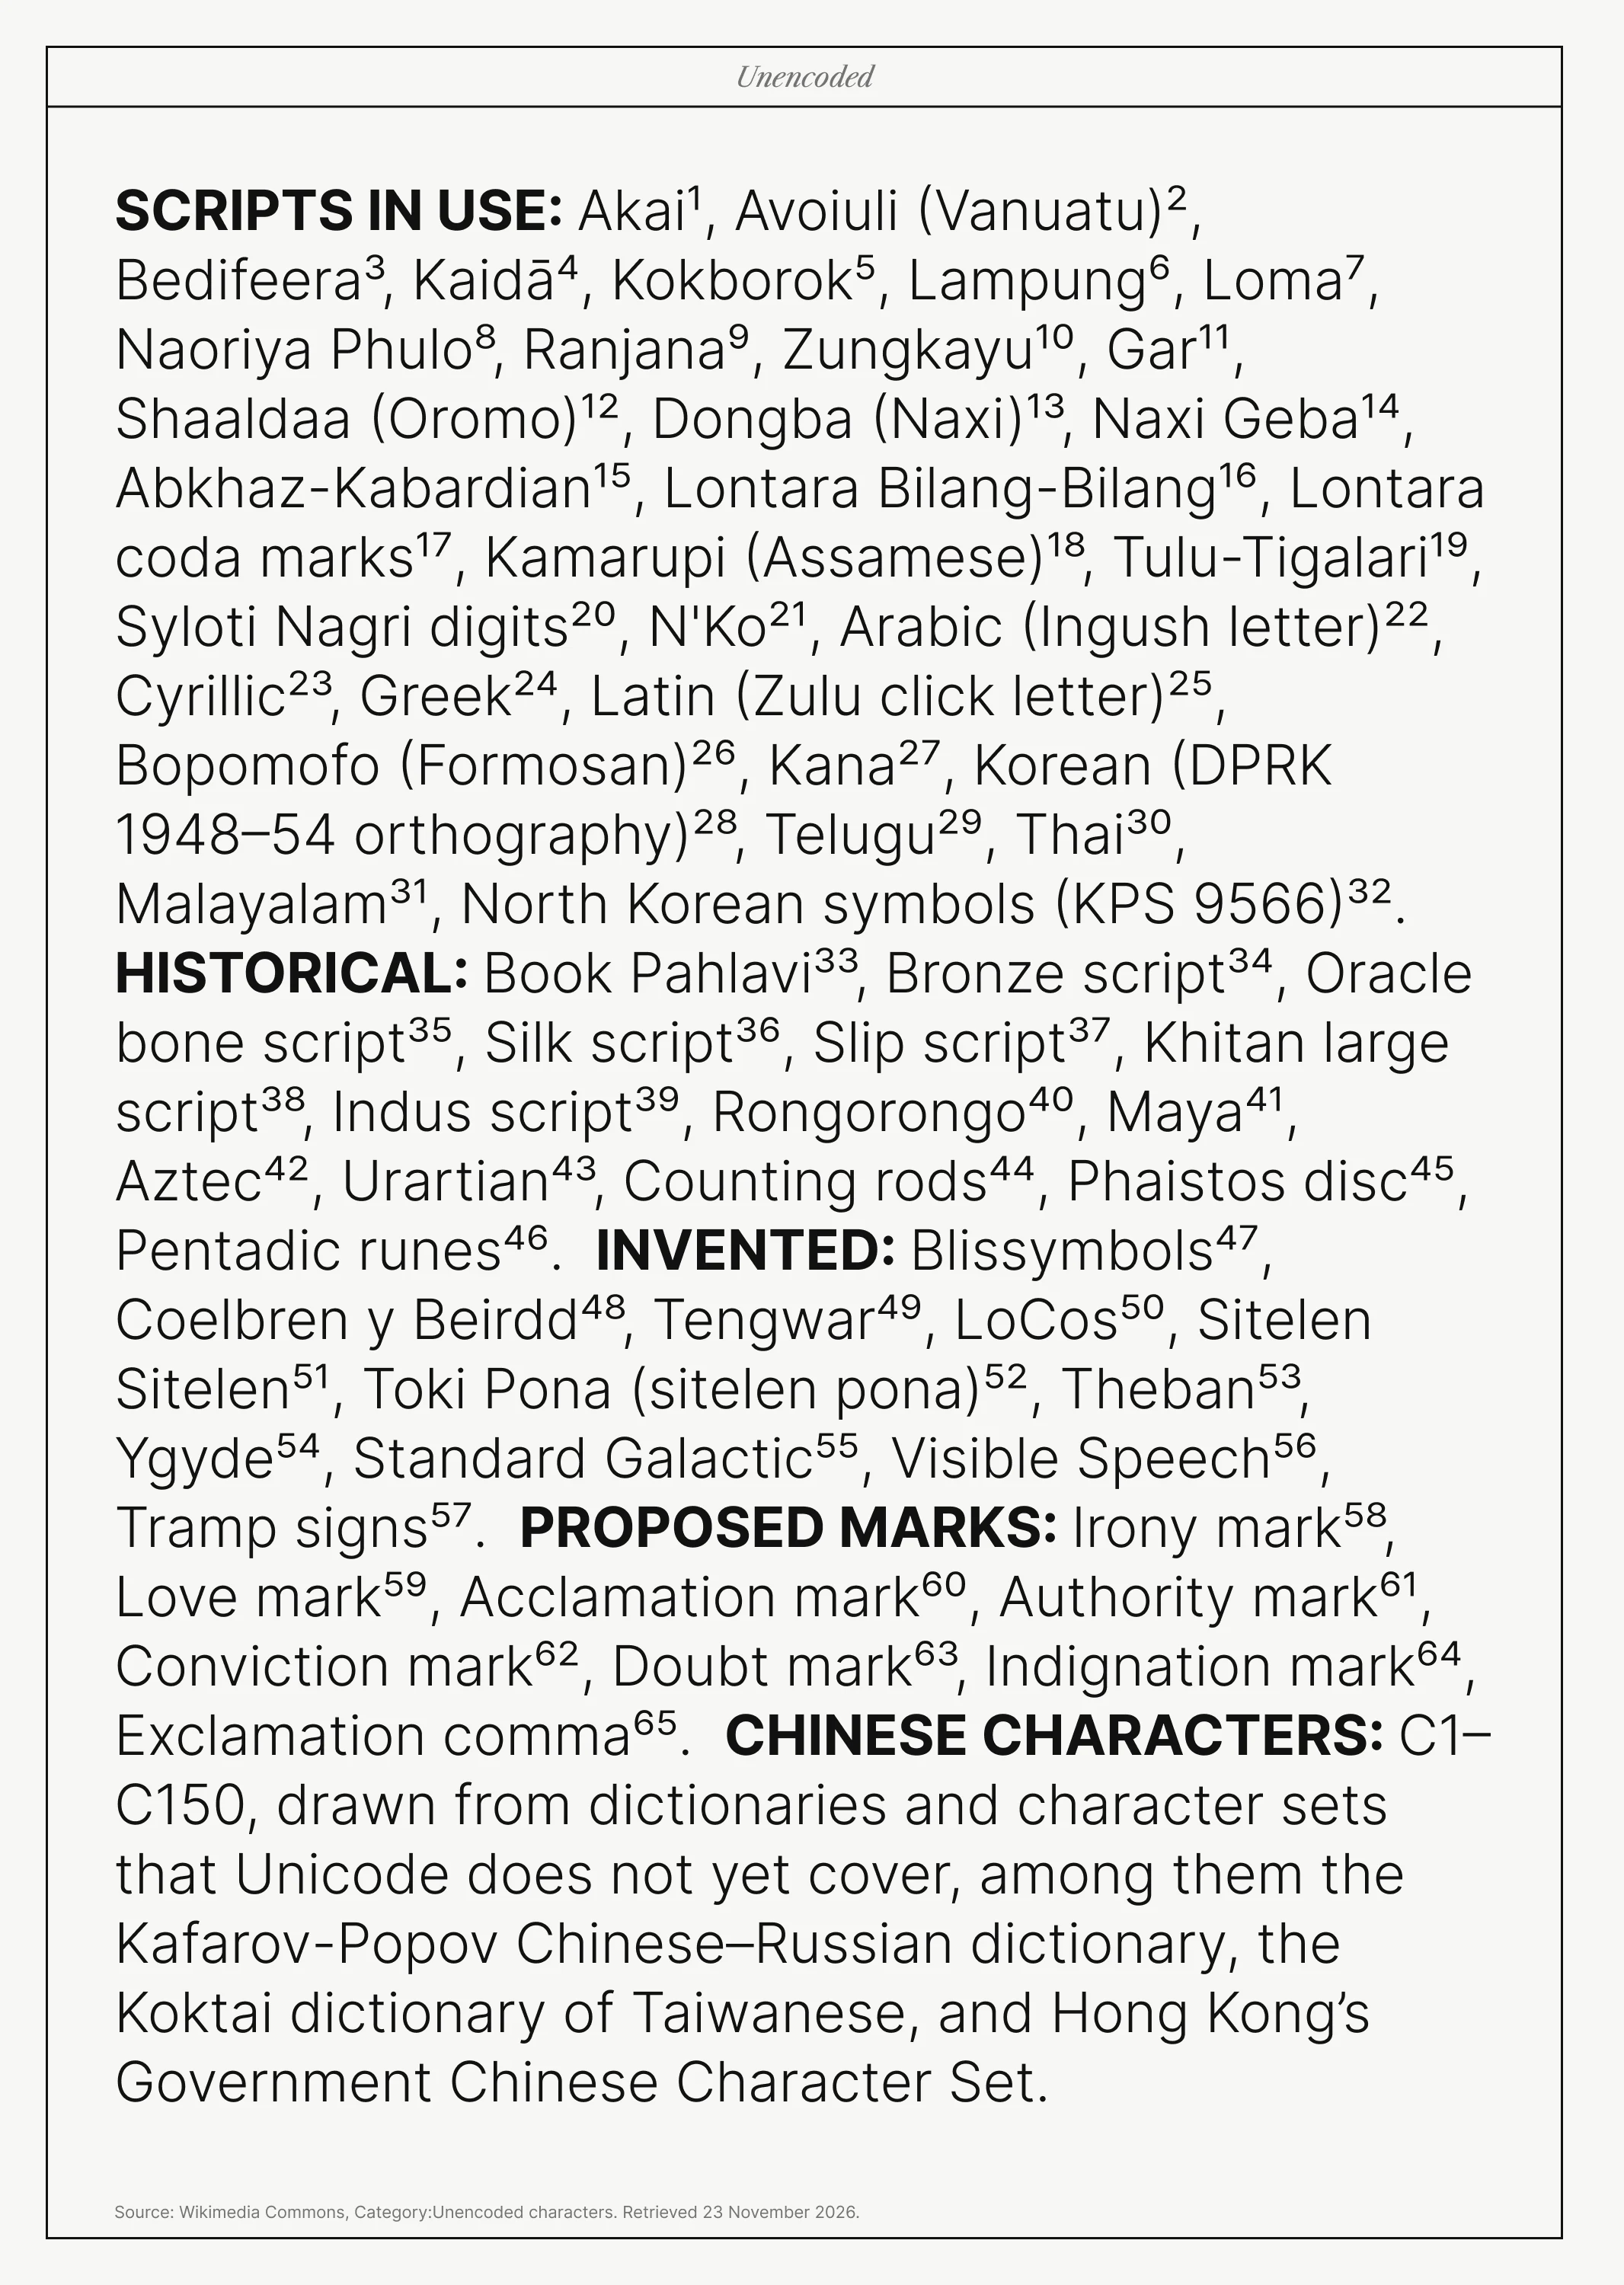 Unencoded
SCRIPTS IN USE: Akai¹, Avoiuli (Vanuatu)²,
Bedifeera³, Kaidā⁴, Kokborok⁵, Lampung⁶, Loma⁷,
Naoriya Phulo⁸, Ranjana⁹, Zungkayu¹⁰, Gar¹¹,
Shaaldaa (Oromo)¹², Dongba (Naxi)¹³, Naxi Geba¹⁴,
Abkhaz-Kabardian¹⁵, Lontara Bilang-Bilang¹⁶, Lontara
coda marks¹⁷, Kamarupi (Assamese)¹⁸, Tulu-Tigalari¹⁹,
Syloti Nagri digits²⁰, N'Ko²¹, Arabic (Ingush letter)²²,
Cyrillic²³, Greek²⁴, Latin (Zulu click letter)²⁵,
Bopomofo (Formosan)²⁶, Kana²⁷, Korean (DPRK
1948–54 orthography)²⁸, Telugu²⁹, Thai³⁰,
Malayalam³¹, North Korean symbols (KPS 9566)³².
HISTORICAL: Book Pahlavi³³, Bronze script³⁴, Oracle
bone script³⁵, Silk script³⁶, Slip script³⁷, Khitan large
script³⁸, Indus script³⁹, Rongorongo⁴⁰, Maya⁴¹,
Aztec⁴², Urartian⁴³, Counting rods⁴⁴, Phaistos disc⁴⁵,
Pentadic runes⁴⁶. INVENTED: Blissymbols⁴⁷,
Coelbren y Beirdd⁴⁸, Tengwar⁴⁹, LoCos⁵⁰, Sitelen
Sitelen⁵¹, Toki Pona (sitelen pona)⁵², Theban⁵³,
Ygyde⁵⁴, Standard Galactic⁵⁵, Visible Speech⁵⁶,
Tramp signs⁵⁷. PROPOSED MARKS: Irony mark⁵⁸,
Love mark⁵⁹, Acclamation mark⁶⁰, Authority mark⁶¹,
Conviction mark⁶², Doubt mark⁶³, Indignation mark⁶⁴,
Exclamation comma⁶⁵. CHINESE CHARACTERS: C1–
C150, drawn from dictionaries and character sets
that Unicode does not yet cover, among them the
Kafarov-Popov Chinese–Russian dictionary, the
Koktai dictionary of Taiwanese, and Hong Kong’s
Government Chinese Character Set.
Source: Wikimedia Commons, Category:Unencoded characters. Retrieved 23 November 2026.